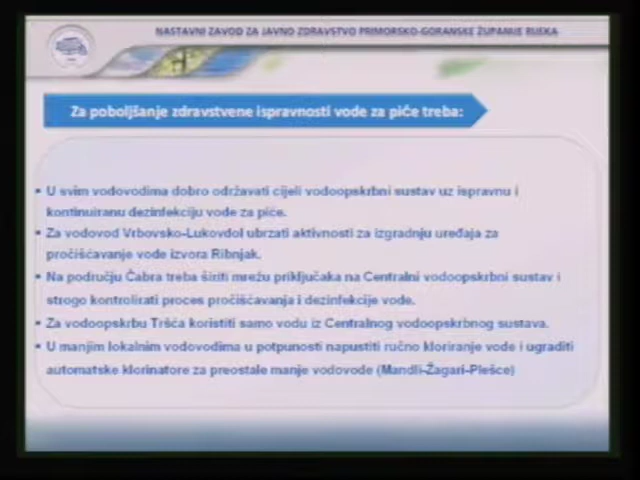 NASTAVNI ZAVOD ZA JAVNO ZDRAVSTVO PRIMORSKO-GORANSKE ŽUPANIJE RIJEKA
Za poboljšanje zdravstvene ispravnosti vode za piće treba:
▪ U svim vodovodima dobro održavati cijeli vodoopskrbni sustav uz ispravnu i
kontinuiranu dezinfekciju vode za piće.
▪ Za vodovod Vrbovsko-Lukovdol ubrzati aktivnosti za izgradnju uređaja za
pročišćavanje vode izvora Ribnjak.
▪ Na području Čabra treba širiti mrežu priključaka na Centralni vodoopskrbni sustav i
strogo kontrolirati proces pročišćavanja i dezinfekcije vode.
▪ Za vodoopskrbu Tršća koristiti samo vodu iz Centralnog vodoopskrbnog sustava.
▪ U manjim lokalnim vodovodima u potpunosti napustiti ručno kloriranje vode i ugraditi
automatske klorinatore za preostale manje vodovode (Mandli-Žagari-Plešce)